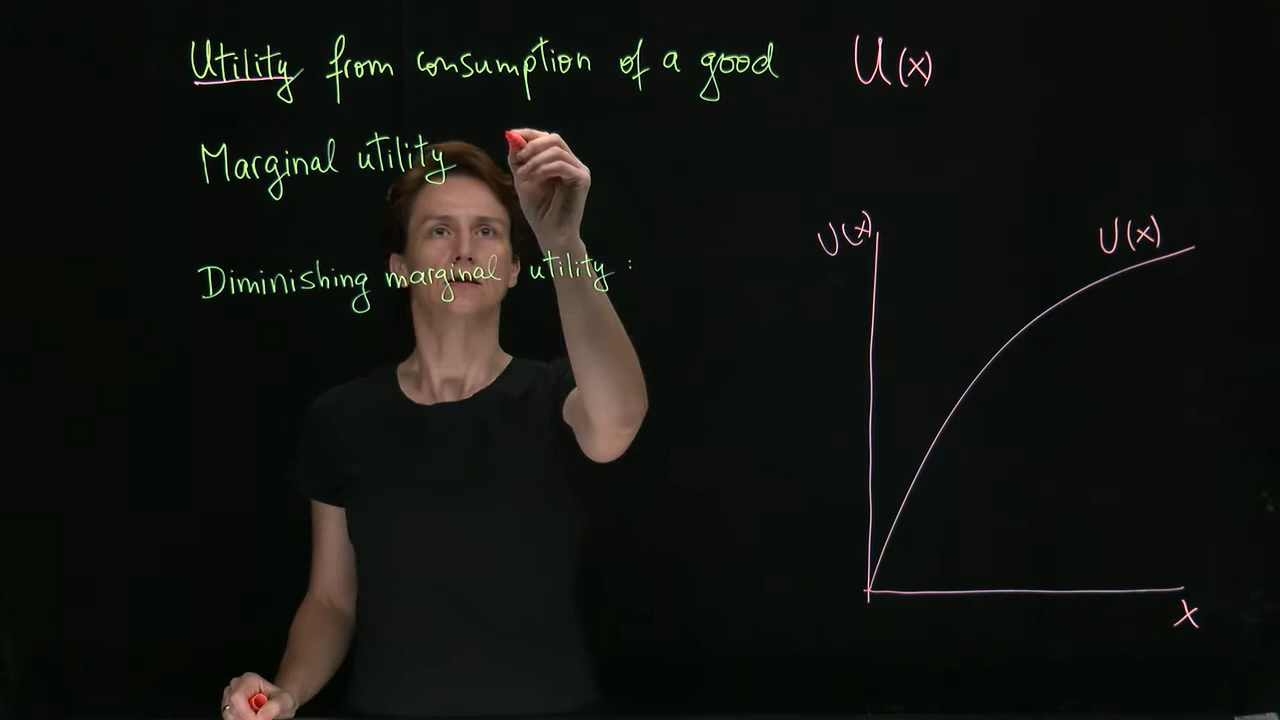 Utility from consumption of a good U(x)
Marginal utility
Diminishing marginal utility :
U(x)
U(x)
x